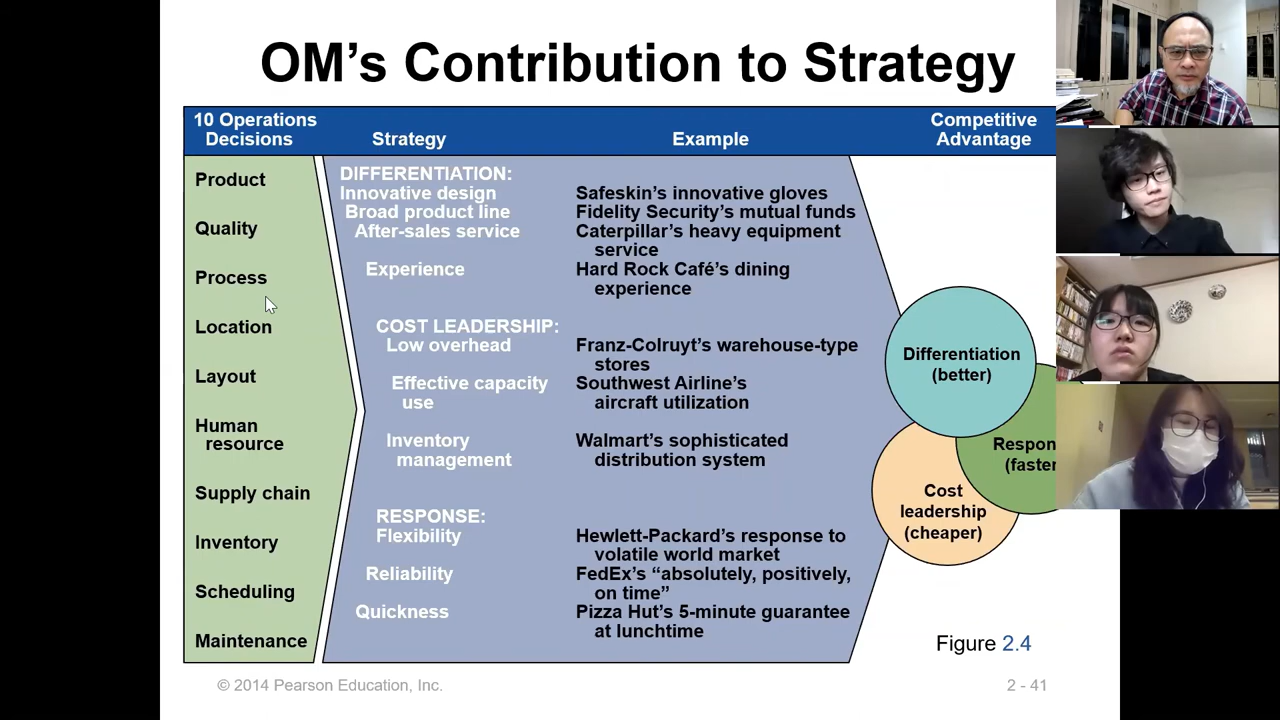 OM’s Contribution to Strategy
10 Operations
Decisions
Strategy
Example
Competitive
Advantage
Product
Quality
Process
Location
Layout
Human
resource
Supply chain
Inventory
Scheduling
Maintenance
DIFFERENTIATION:
Innovative design
Safeskin’s innovative gloves
Broad product line
Fidelity Security’s mutual funds
After-sales service
Caterpillar’s heavy equipment
service
Experience
Hard Rock Café’s dining
experience
COST LEADERSHIP:
Low overhead
Franz-Colruyt’s warehouse-type
stores
Effective capacity
use
Southwest Airline’s
aircraft utilization
Inventory
management
Walmart’s sophisticated
distribution system
RESPONSE:
Flexibility
Hewlett-Packard’s response to
volatile world market
Reliability
FedEx’s “absolutely, positively,
on time”
Quickness
Pizza Hut’s 5-minute guarantee
at lunchtime
Differentiation
(better)
Respon
(faster
Cost
leadership
(cheaper)
Figure 2.4
© 2014 Pearson Education, Inc.
2 - 41